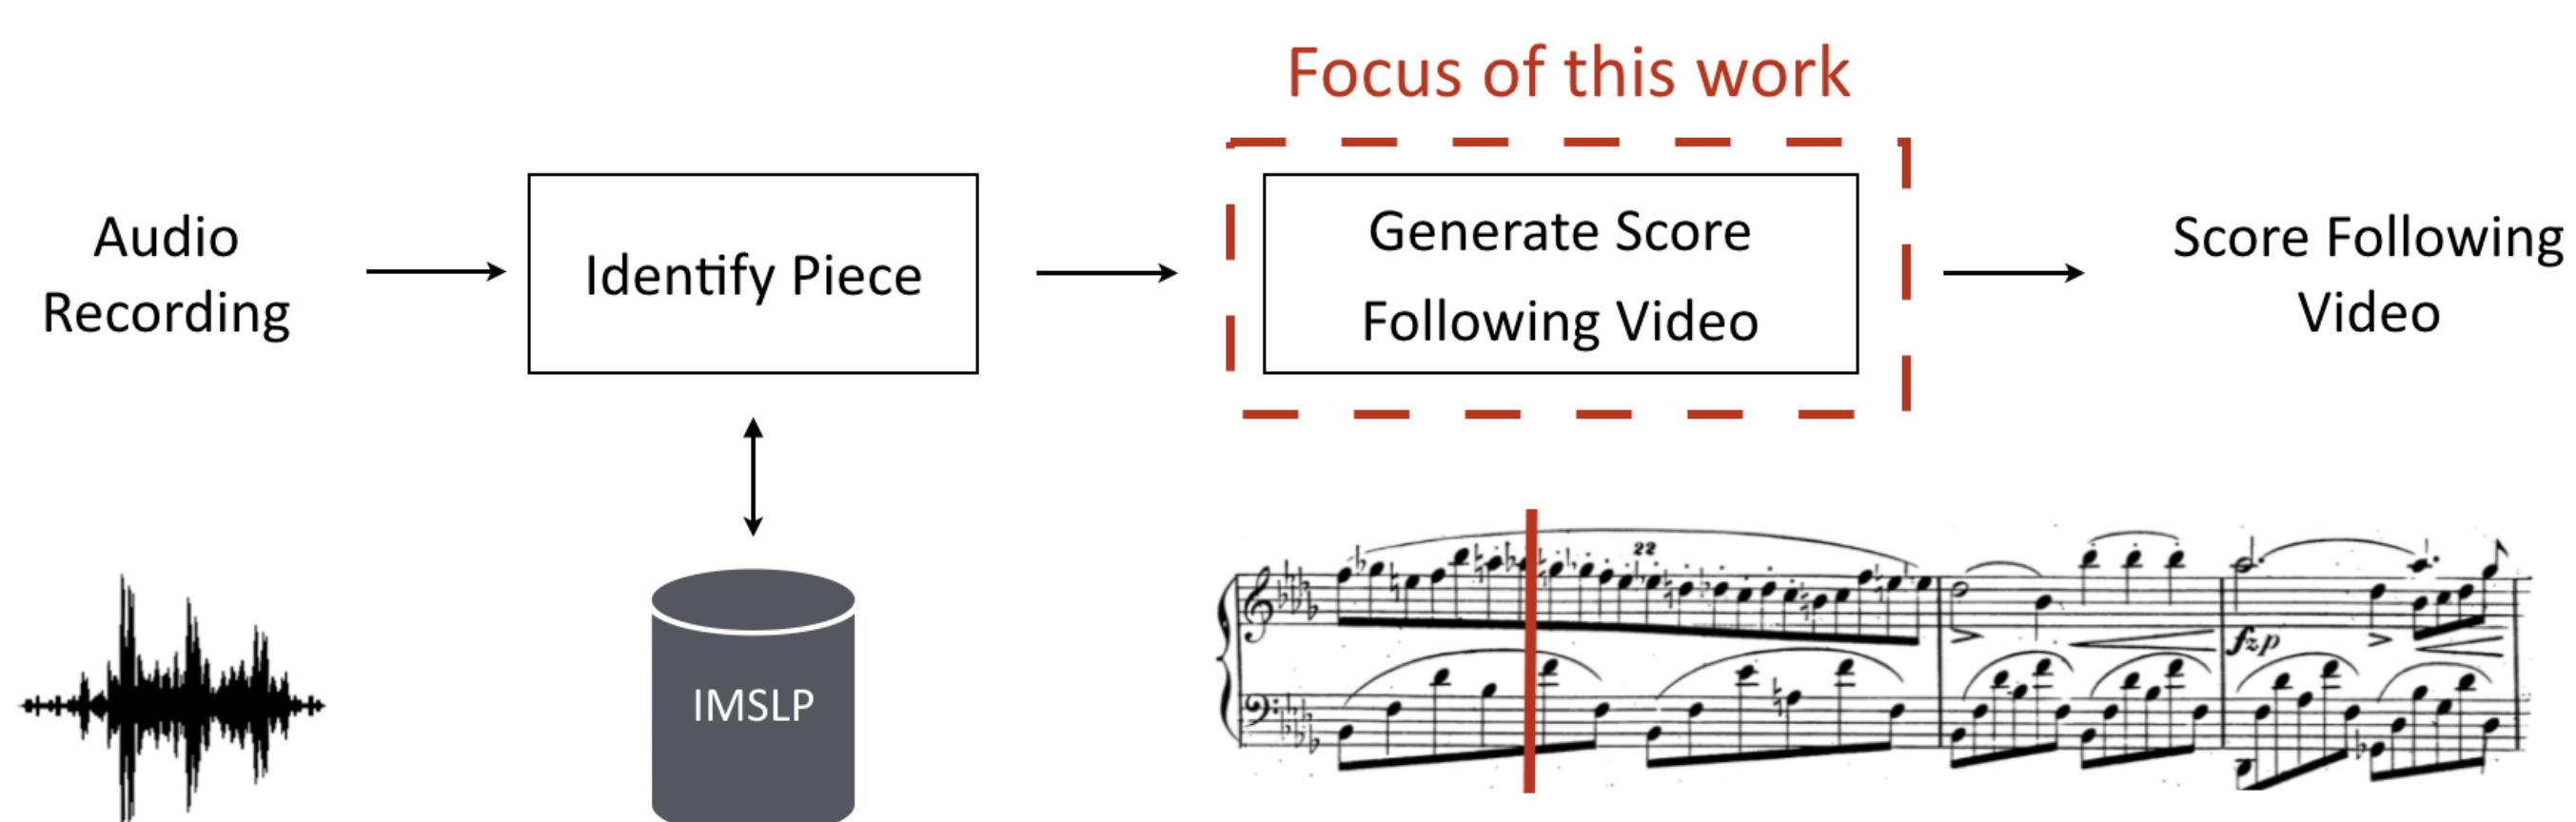 Focus of this work
Audio
Recording
Identify Piece
Generate Score
Following Video
Score Following
Video
IMSLP
22
fzp